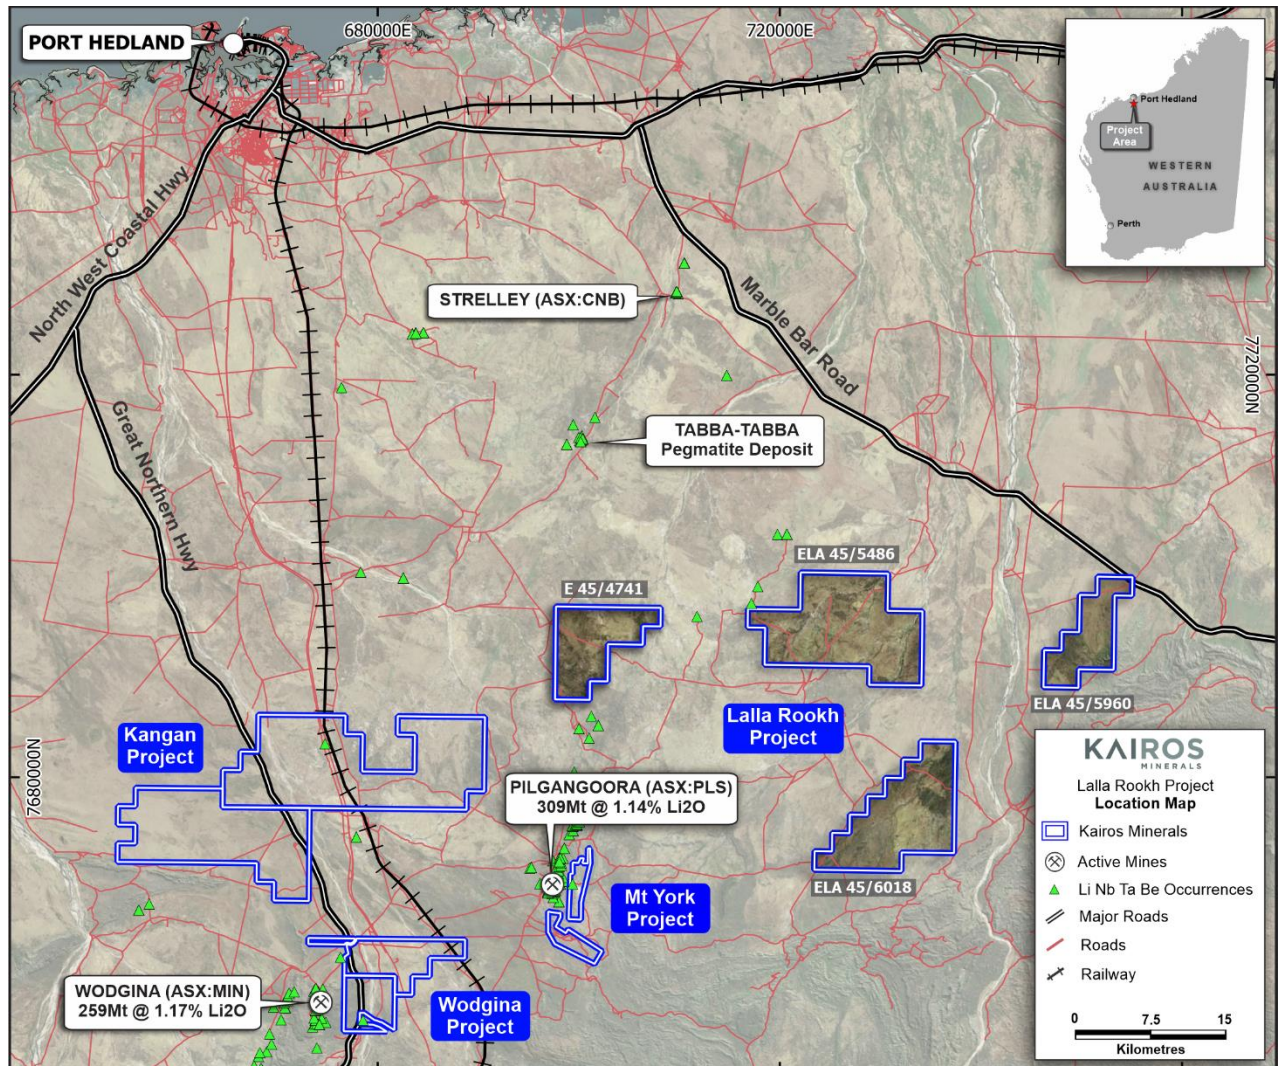 PORT HEDLAND
680000E
720000E
Port Hedland
Project
Area
WESTERN
AUSTRALIA
Perth
North West Coastal Hwy
STRELLEY (ASX:CNB)
Marble Bar Road
7720000N
Great Northern Hwy
TABBA-TABBA
Pegmatite Deposit
E 45/4741
ELA 45/5486
ELA 45/5960
Kangan
Project
Lalla Rookh
Project
7680000N
PILGANGOORA (ASX:PLS)
309Mt @ 1.14% Li2O
ELA 45/6018
Mt York
Project
WODGINA (ASX:MIN)
259Mt @ 1.17% Li2O
Wodgina
Project
KAIROS
MINERALS
Lalla Rookh Project
Location Map
Kairos Minerals
Active Mines
Li Nb Ta Be Occurrences
Major Roads
Roads
Railway
0 7.5 15
Kilometres